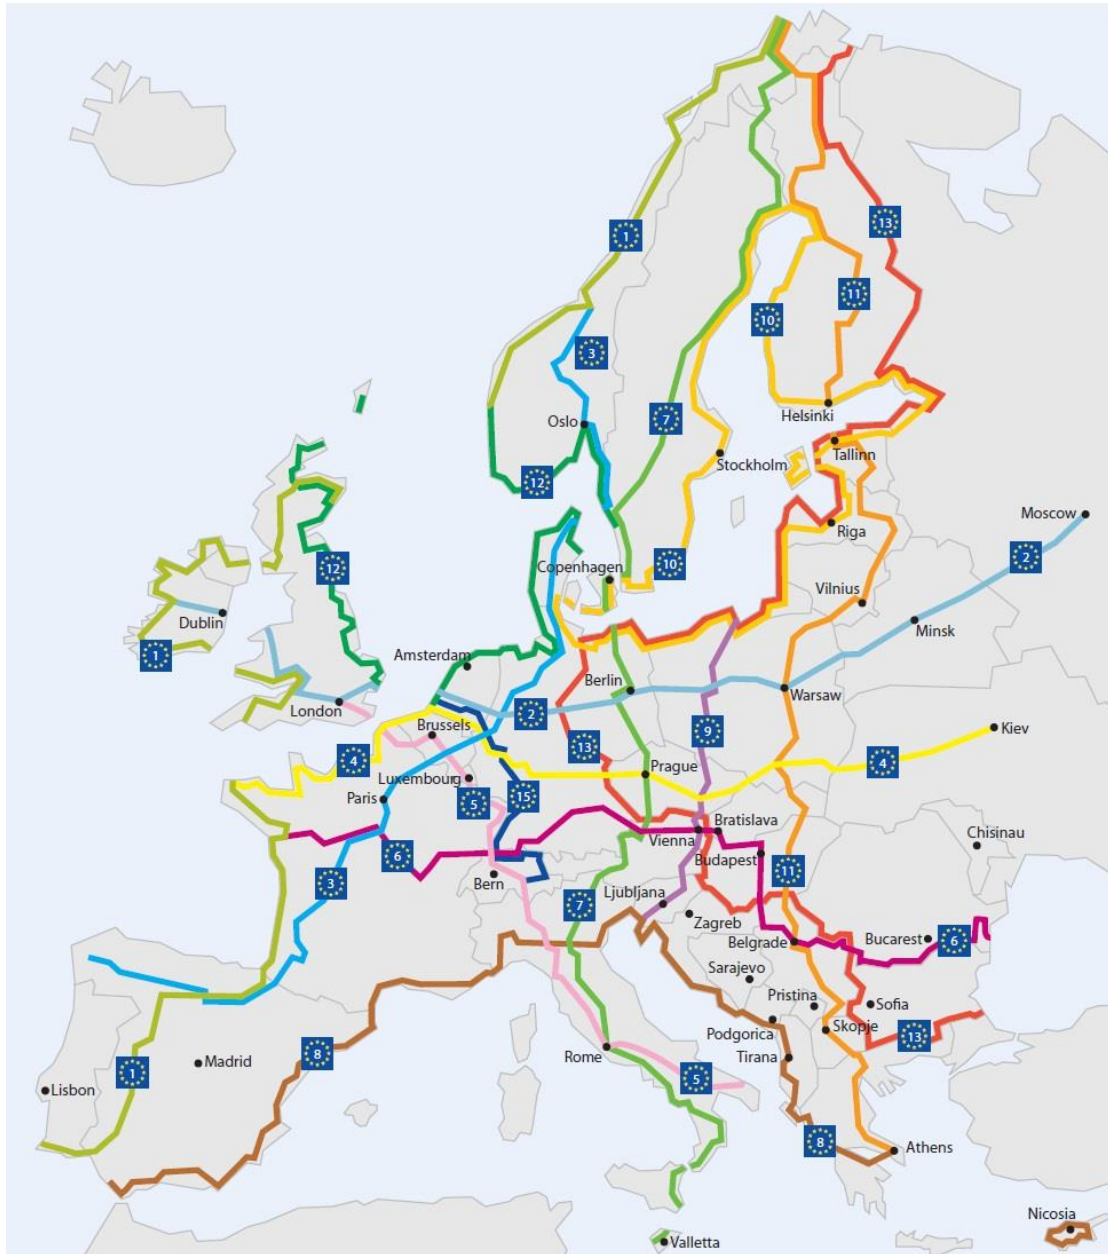 1
13
11
10
3
7
Oslo
Helsinki
Tallinn
Stockholm
12
Moscow
Riga
2
12
10
Copenhagen
Vilnius
Dublin
Minsk
1
Amsterdam
Berlin
Warsaw
London
2
Brussels
9
Kiev
4
13
4
Luxembourg
Prague
Paris
5
15
Bratislava
Chisinau
Vienna
6
Budapest
3
Bern
11
Ljubljana
7
Zagreb
Belgrade
Bucarest
6
Sarajevo
Pristina
Sofia
Podgorica
Skopje
13
Rome
Tirana
8
Madrid
1
5
Lisbon
8
Athens
Nicosia
Valletta